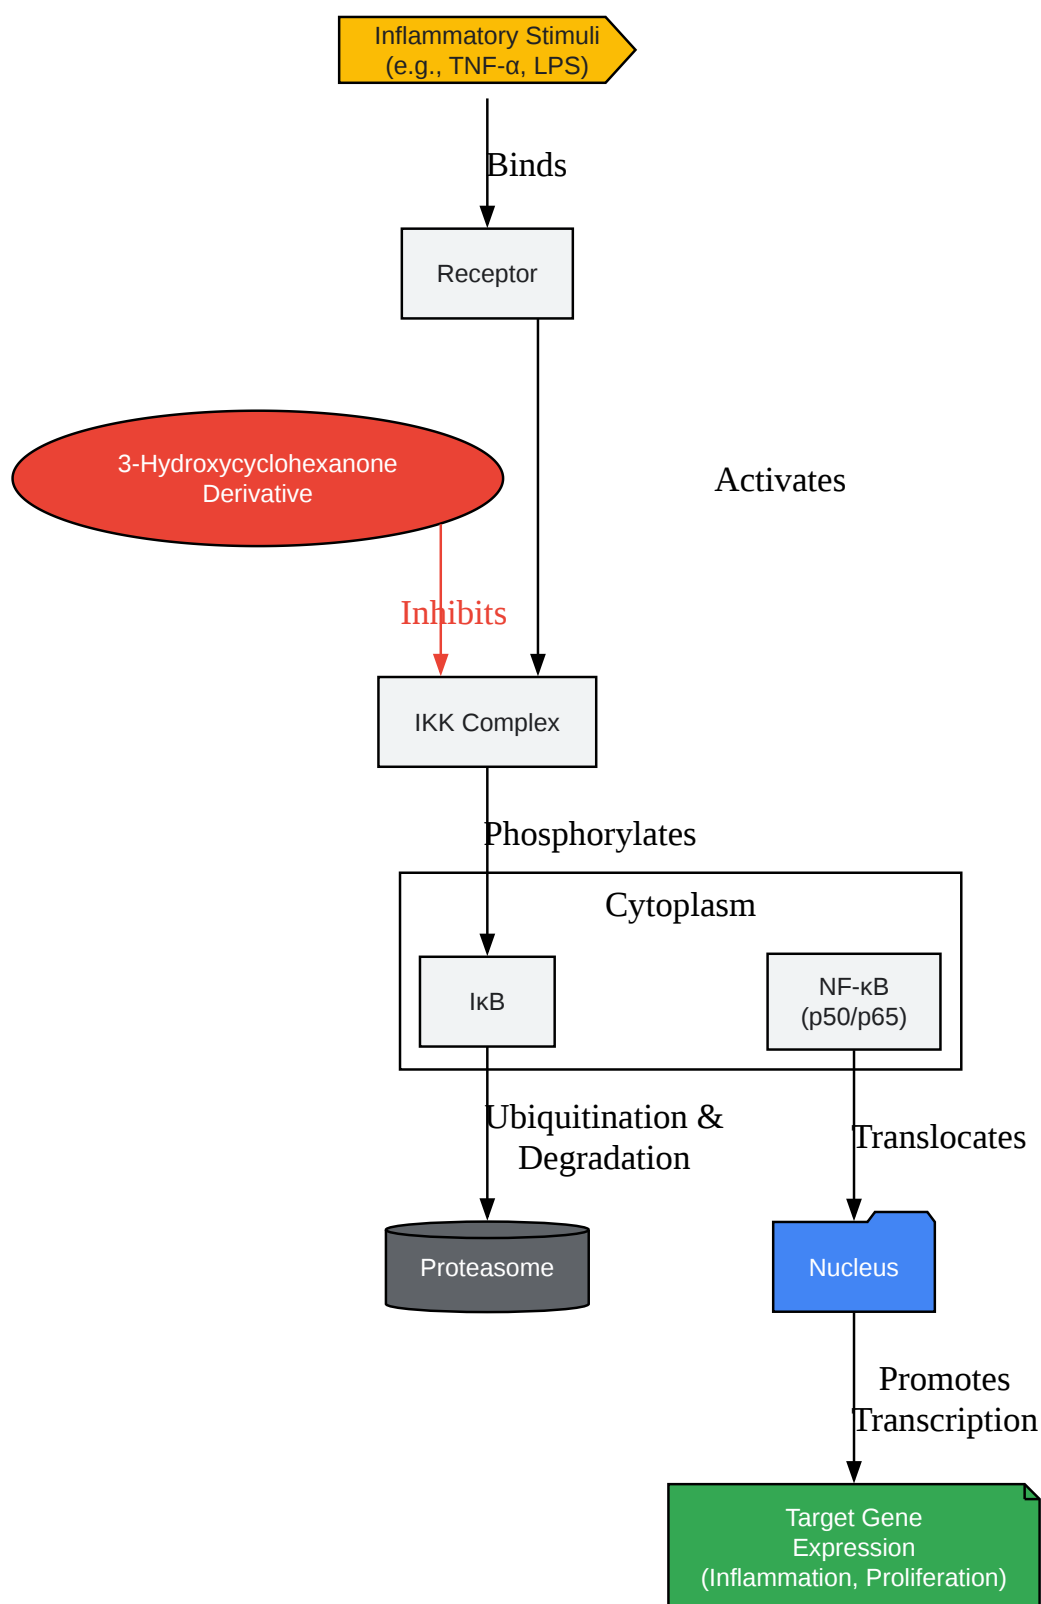 Inflammatory Stimuli
(e.g., TNF-α, LPS)
Binds
Receptor
3-Hydroxycyclohexanone
Derivative
Activates
Inhibits
IKK Complex
Phosphorylates
Cytoplasm
IκB
NF-κB
(p50/p65)
Ubiquitination &
Degradation
Translocates
Proteasome
Nucleus
Promotes
Transcription
Target Gene
Expression
(Inflammation, Proliferation)